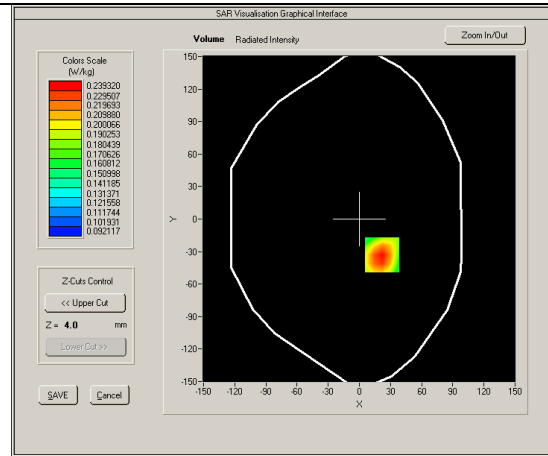 SAR Visualisation Graphical Interface
Volume Radiated Intensity
Zoom In/Out
Colors Scale
(W/kg)
0.239320
0.229507
0.219693
0.209880
0.200066
0.190253
0.180439
0.170626
0.160812
0.150998
0.141185
0.131371
0.121558
0.111744
0.101931
0.092117
Z-Cuts Control
<< Upper Cut
Z = 4.0 mm
Lower Cut >>
SAVE Cancel
150
120
90
60
30
0
-30
-60
-90
-120
-150
Y
-150 -120 -90 -60 -30 0 30 60 90 120 150
X